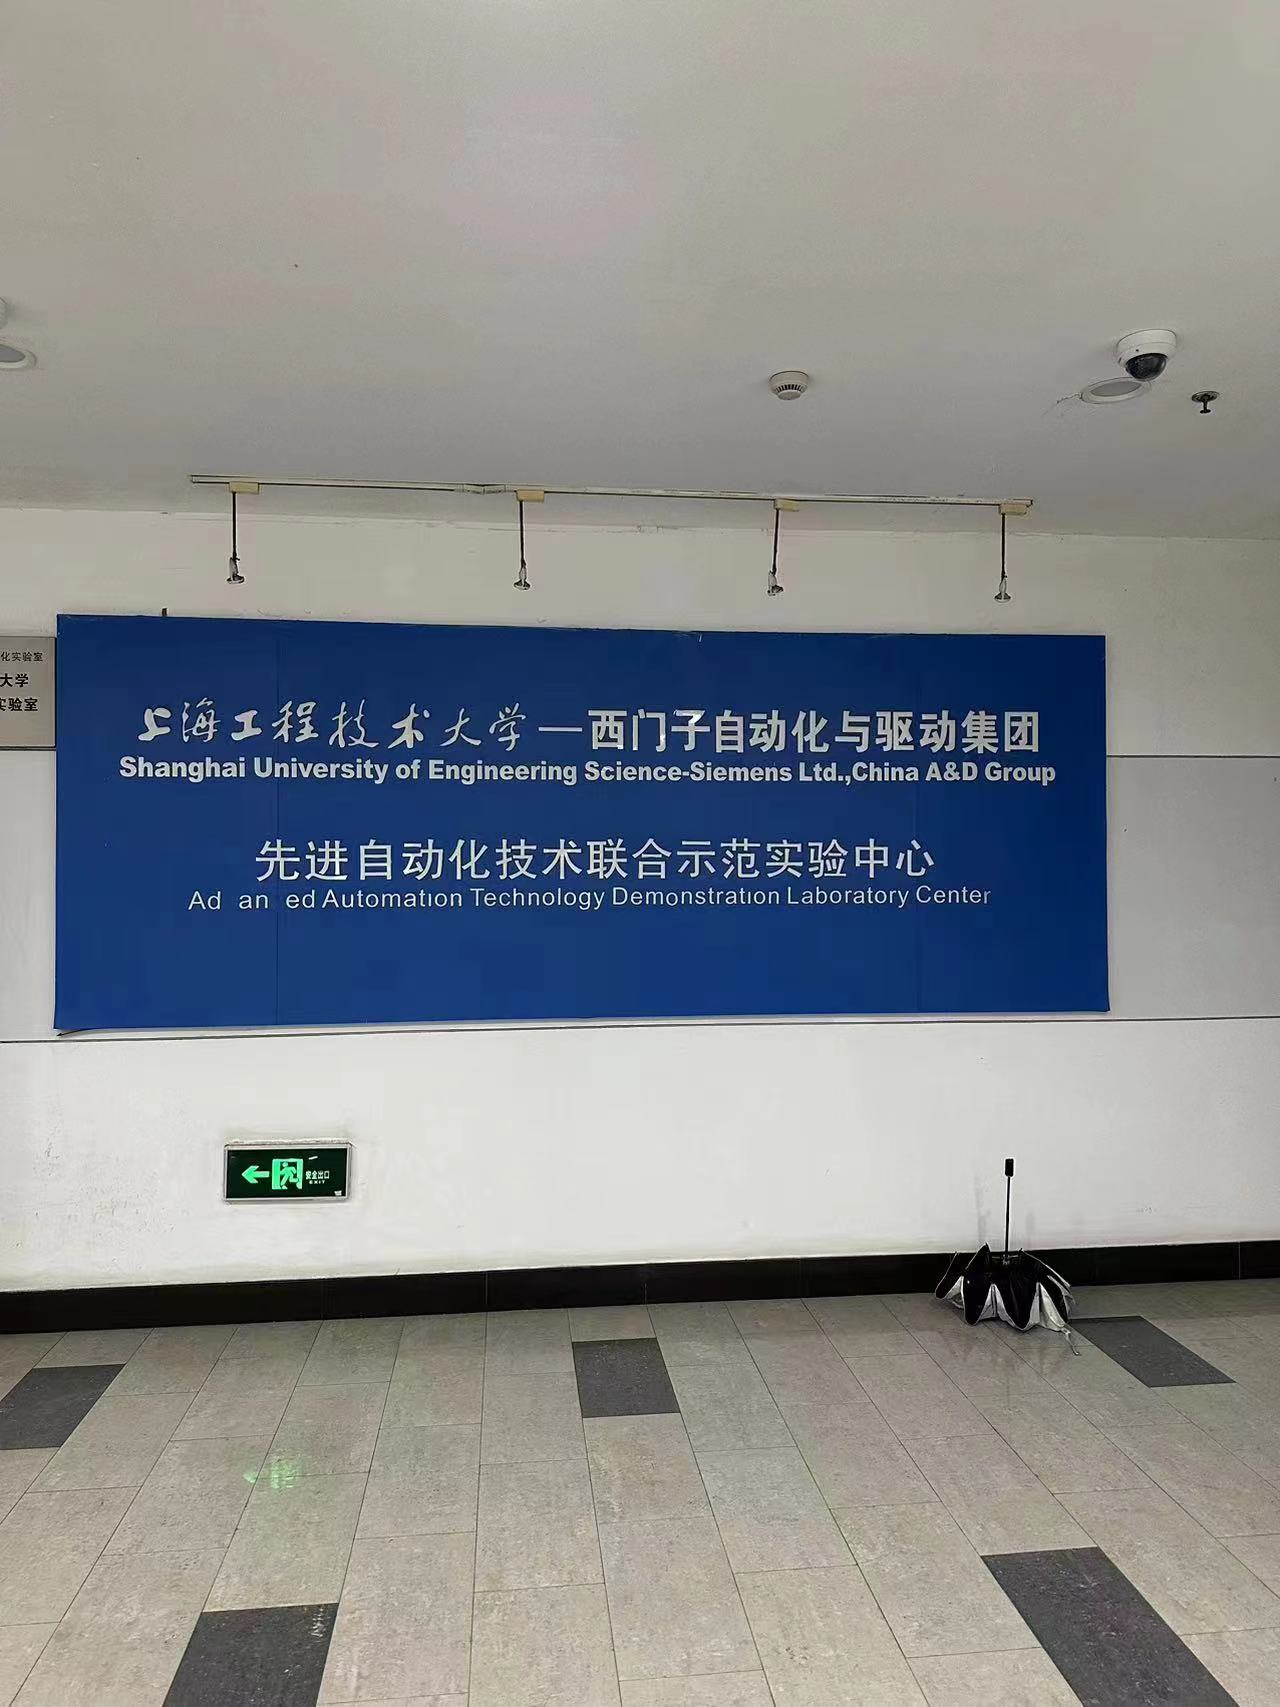 化实验室
大学
实验室
上海工程技术大学—西门子自动化与驱动集团
Shanghai University of Engineering Science-Siemens Ltd.,China A&D Group
先进自动化技术联合示范实验中心
Ad an ed Automatıon Technology Demonstratıon Laboratory Center
安全出口
EXIT